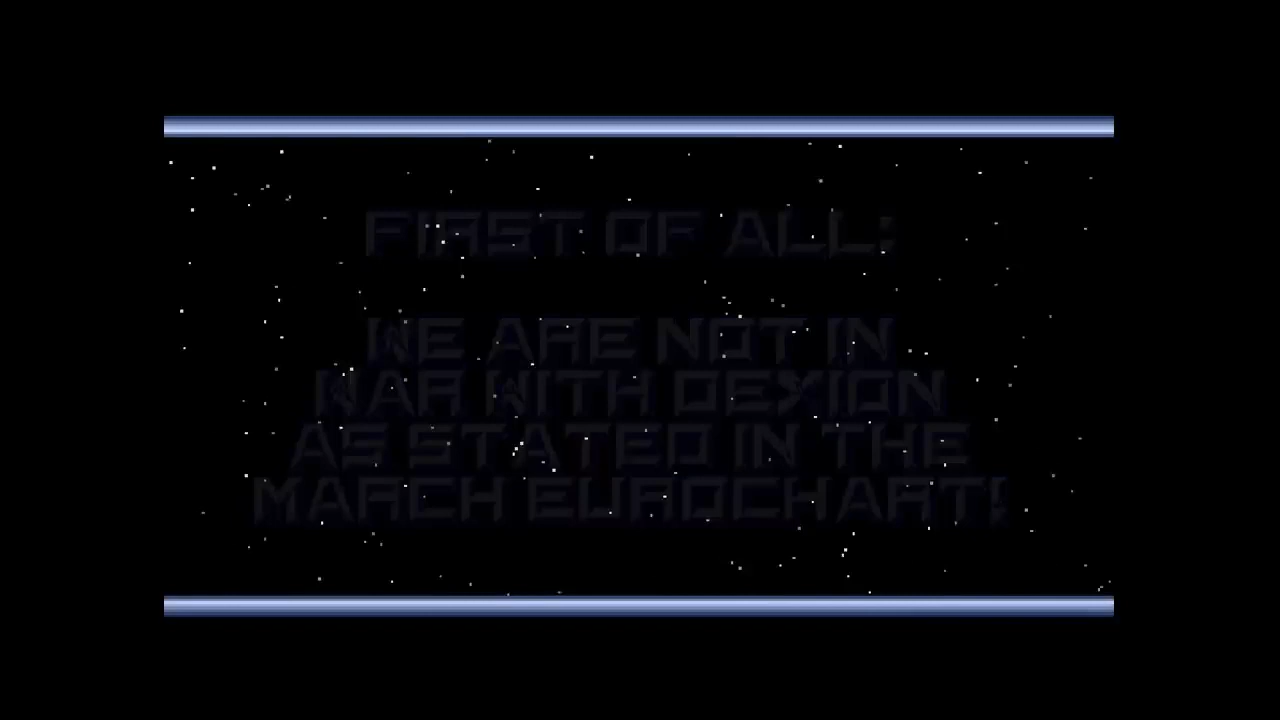 FIRST OF ALL:
WE ARE NOT IN
WAR WITH DEXION
AS STATED IN THE
MARCH EUROCHART!